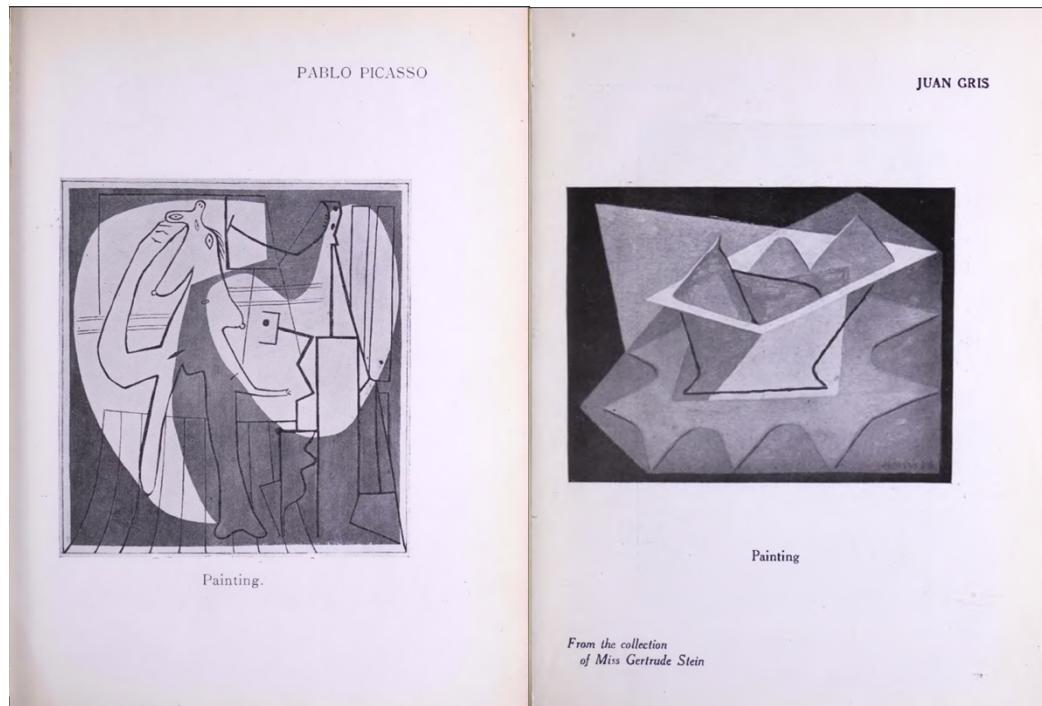 PABLO PICASSO
Painting.
JUAN GRIS
Painting
From the collection
of Miss Gertrude Stein